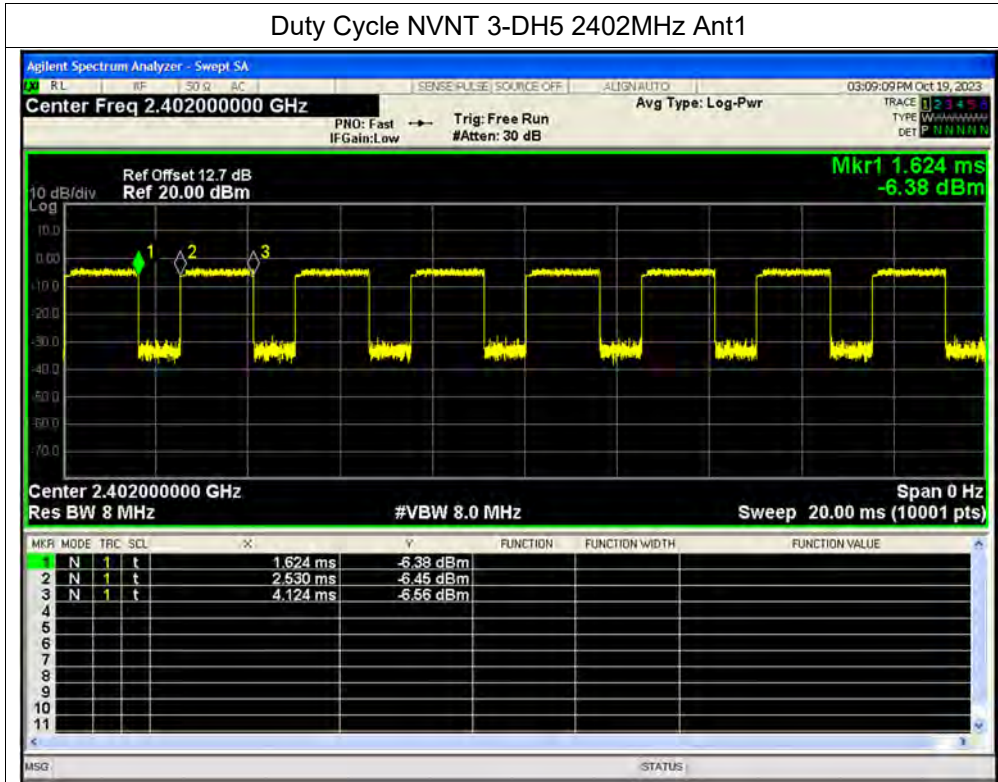 Duty Cycle NVNT 3-DH5 2402MHz Ant1
Agilent Spectrum Analyzer - Swept SA
LXI RL RF 50 Ω AC SENSE:PULSE SOURCE OFF ALIGN AUTO 03:09:09 PM Oct 19, 2023
Center Freq 2.402000000 GHz Avg Type: Log-Pwr TRACE 1 2 3 4 5 6
PNO: Fast Trig: Free Run TYPE W
IFGain:Low #Atten: 30 dB DET P N N N N N
Mkr1 1.624 ms
Ref Offset 12.7 dB
10 dB/div Ref 20.00 dBm -6.38 dBm
Log
10.0
0.00
-10.0
-20.0
-30.0
-40.0
-50.0
-60.0
-70.0
1 2 3
Center 2.402000000 GHz Span 0 Hz
Res BW 8 MHz #VBW 8.0 MHz Sweep 20.00 ms (10001 pts)
MKR MODE TRC SCL X Y FUNCTION FUNCTION WIDTH FUNCTION VALUE
1 N 1 t 1.624 ms -6.38 dBm
2 N 1 t 2.530 ms -6.45 dBm
3 N 1 t 4.124 ms -6.56 dBm
4
5
6
7
8
9
10
11
MSG STATUS